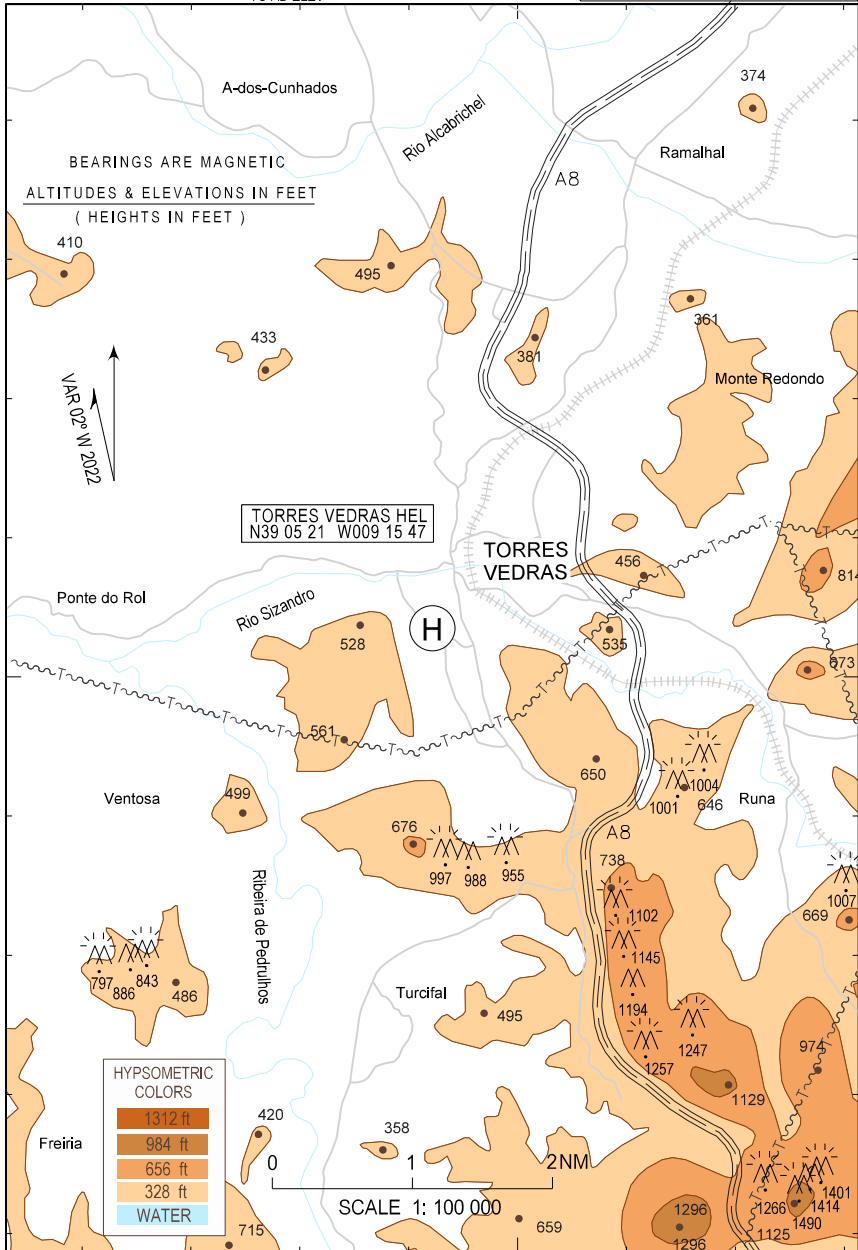 A-dos-Cunhados
374
Rio Alcabrichel
Ramalhal
BEARINGS ARE MAGNETIC
ALTITUDES & ELEVATIONS IN FEET
( HEIGHTS IN FEET )
A8
410
495
361
433
381
VAR 02º W 2022
Monte Redondo
TORRES VEDRAS HEL
N39 05 21 W009 15 47
TORRES
VEDRAS
T
T
456
814
Ponte do Rol
Rio Sizandro
H
528
535
673
T
T
T
T
T
T
T
561
650
1004
1001
646
Ventosa
499
Runa
A8
676
738
997
988
955
1007
1102
669
Ribeira de Pedrulhos
1145
797
886
843
486
1194
Turcifal
495
1247
1257
974
T
HYPSOMETRIC
COLORS
1312 ft
984 ft
656 ft
328 ft
WATER
1129
420
358
Freiria
0 1 2NM
SCALE 1: 100 000
1401
1266
1414
1490
1125
1296
1296
715
659
T